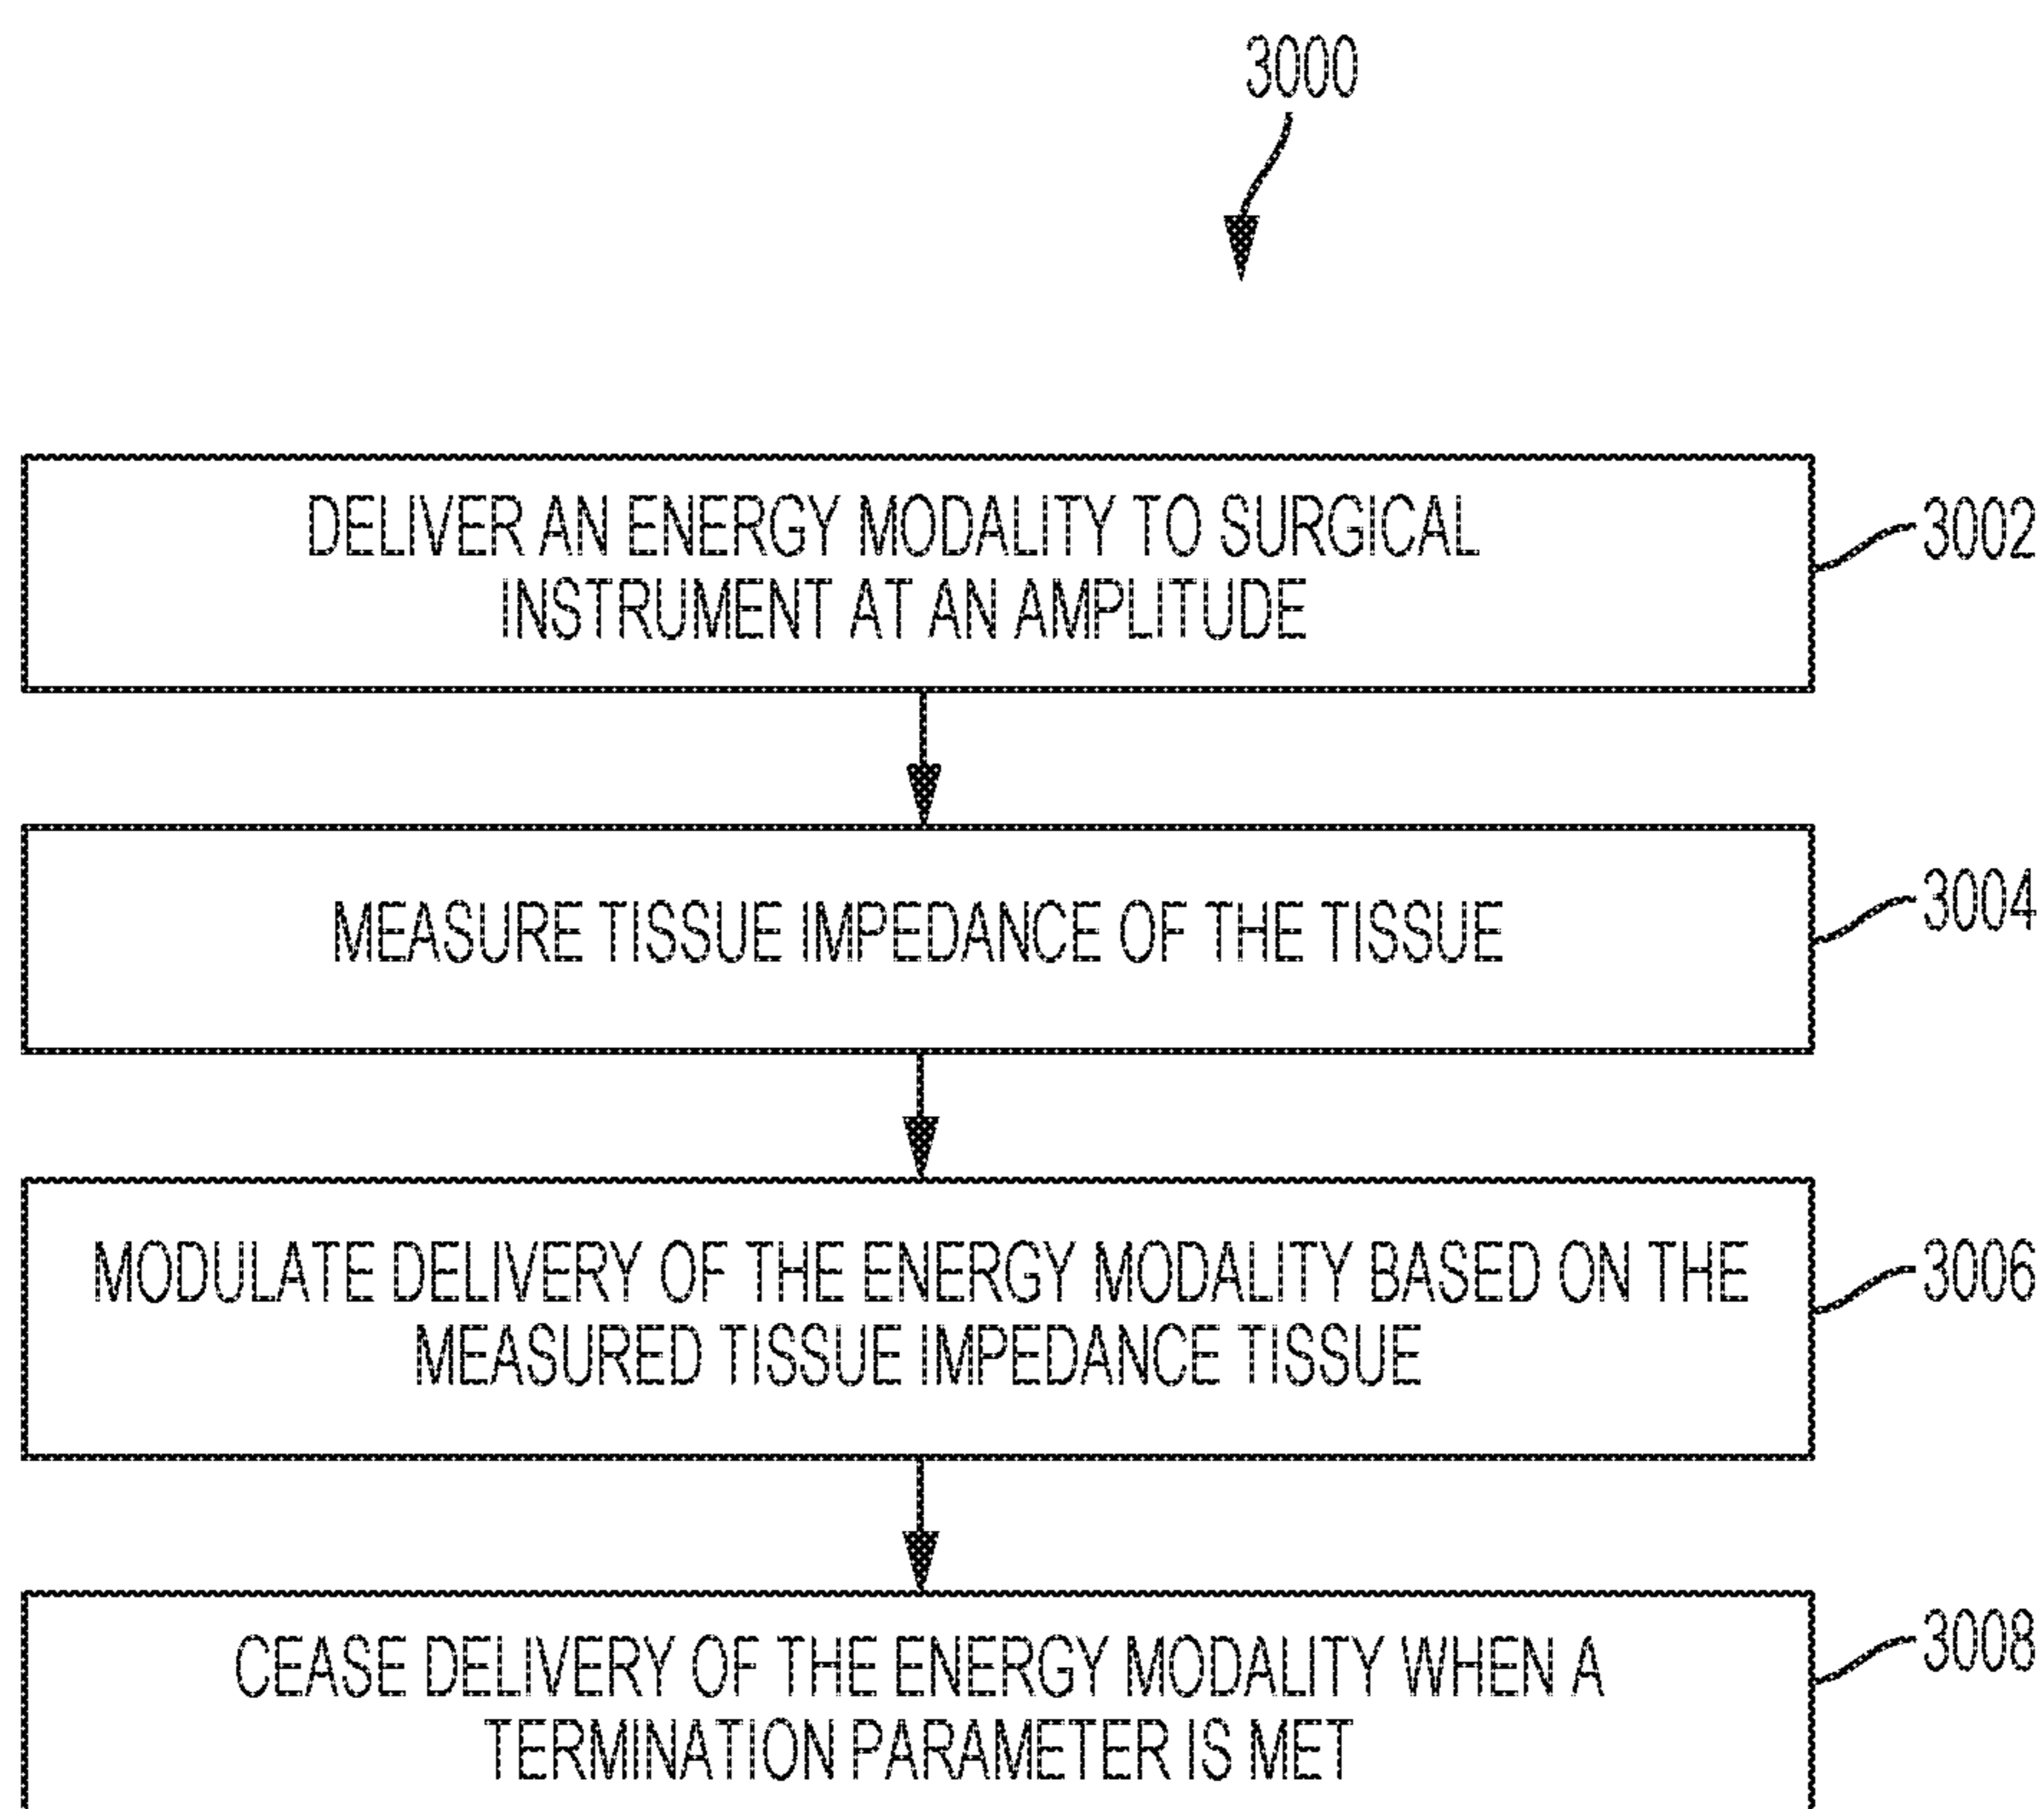 3000
DELIVER AN ENERGY MODALITY TO SURGICAL
INSTRUMENT AT AN AMPLITUDE
3002
MEASURE TISSUE IMPEDANCE OF THE TISSUE
3004
MODULATE DELIVERY OF THE ENERGY MODALITY BASED ON THE
MEASURED TISSUE IMPEDANCE TISSUE
3006
CEASE DELIVERY OF THE ENERGY MODALITY WHEN A
TERMINATION PARAMETER IS MET
3008